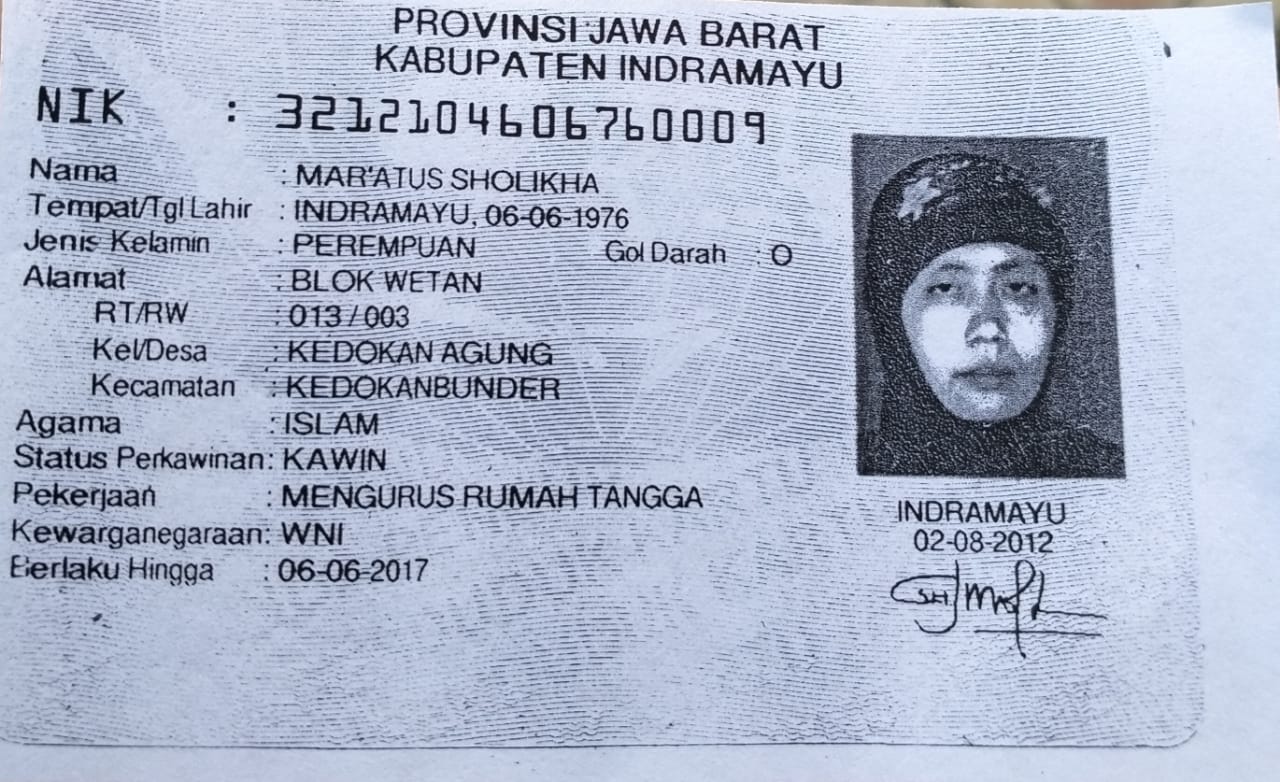 PROVINSI JAWA BARAT
KABUPATEN INDRAMAYU
NIK : 3212104606760009
Nama : MAR'ATUS SHOLIKHA
Tempat/Tgl Lahir : INDRAMAYU, 06-06-1976
Jenis Kelamin : PEREMPUAN Gol Darah : O
Alamat : BLOK WETAN
RT/RW : 013 / 003
Kel/Desa : KEDOKAN AGUNG
Kecamatan : KEDOKANBUNDER
Agama : ISLAM
Status Perkawinan : KAWIN
Pekerjaan : MENGURUS RUMAH TANGGA
Kewarganegaraan : WNI
Berlaku Hingga : 06-06-2017
INDRAMAYU
02-08-2012